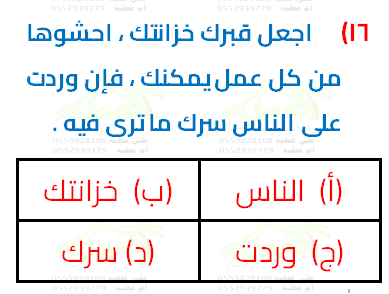 ١٦) اجعل قبرك خزانتك ، احشوها
من كل عمل يمكنك ، فإن وردت
على الناس سرك ما ترى فيه .
(أ) الناس (ب) خزانتك
(ج) وردت (د) سرك